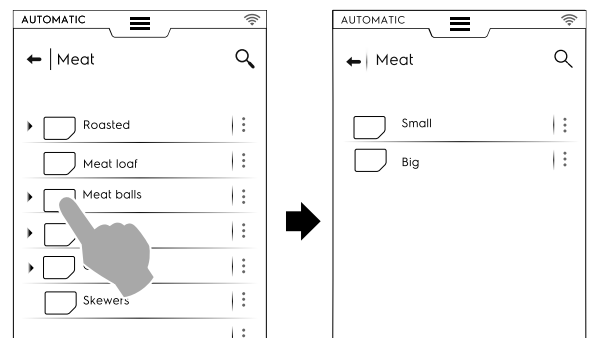 AUTOMATIC
Meat
Roasted
Meat loaf
Meat balls
Skewers
AUTOMATIC
Meat
Small
Big